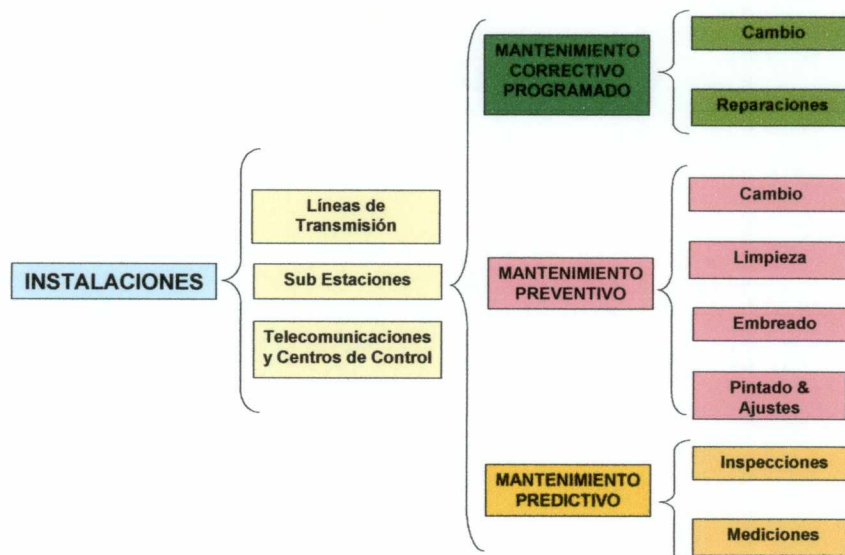 INSTALACIONES
Líneas de
Transmisión
Sub Estaciones
Telecomunicaciones
y Centros de Control
MANTENIMIENTO
CORRECTIVO
PROGRAMADO
Cambio
Reparaciones
MANTENIMIENTO
PREVENTIVO
Cambio
Limpieza
Embreado
Pintado &
Ajustes
MANTENIMIENTO
PREDICTIVO
Inspecciones
Mediciones